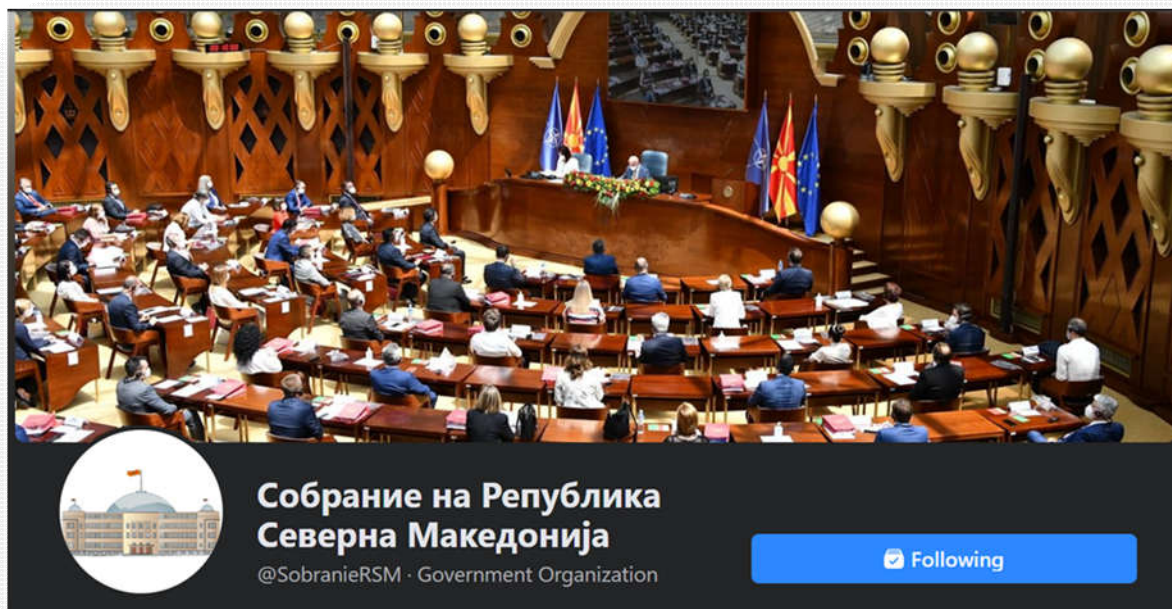 Собрание на Република
Северна Македонија
@SobranieRSM · Government Organization
Following